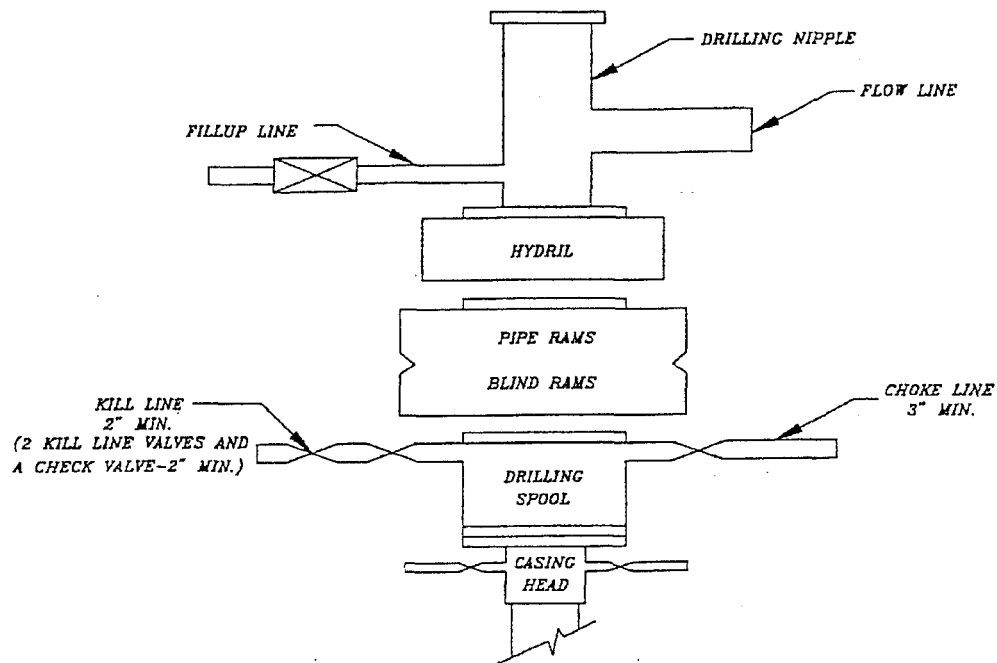 DRILLING NIPPLE
FLOW LINE
FILLUP LINE
HYDRIL
PIPE RAMS
BLIND RAMS
KILL LINE
2" MIN.
(2 KILL LINE VALVES AND
A CHECK VALVE-2" MIN.)
CHOKE LINE
3" MIN.
DRILLING
SPOOL
CASING
HEAD